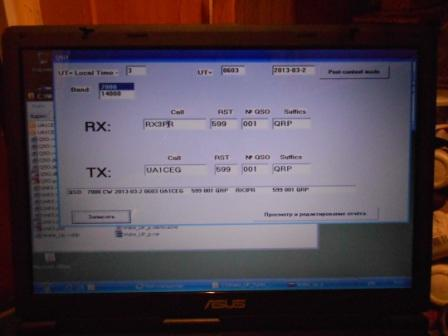 QSO
UT- Local Time - 3 UT- 0603 2013-03-2 Post-contest mode
Band 7000
14000
Call RST № QSO Suffics
RX: RX3PR 599 001 QRP
Call RST № QSO Suffics
TX: UA1CEG 599 001 QRP
QSO 7000 CW 2013-03-2 0603 UA1CEG 599 001 QRP RX3PR 599 001 QRP
Записать Просмотр и редактирование отчёта
ASUS